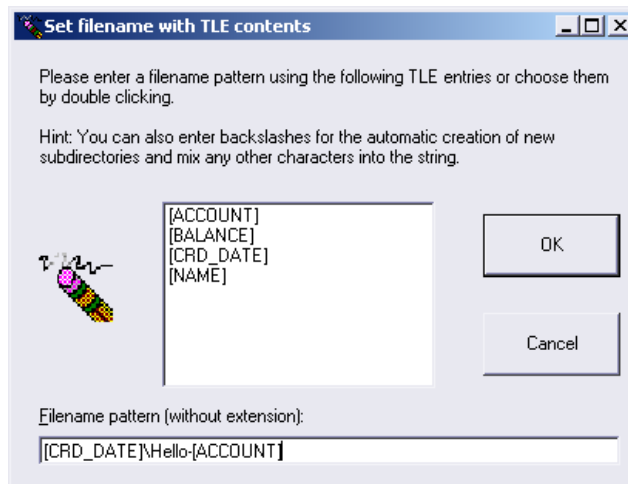 Set filename with TLE contents
Please enter a filename pattern using the following TLE entries or choose them
by double clicking.
Hint: You can also enter backslashes for the automatic creation of new
subdirectories and mix any other characters into the string.
[ACCOUNT]
[BALANCE]
[CRD_DATE]
[NAME]
OK
Cancel
Filename pattern (without extension):
[CRD_DATE]\Hello-[ACCOUNT]